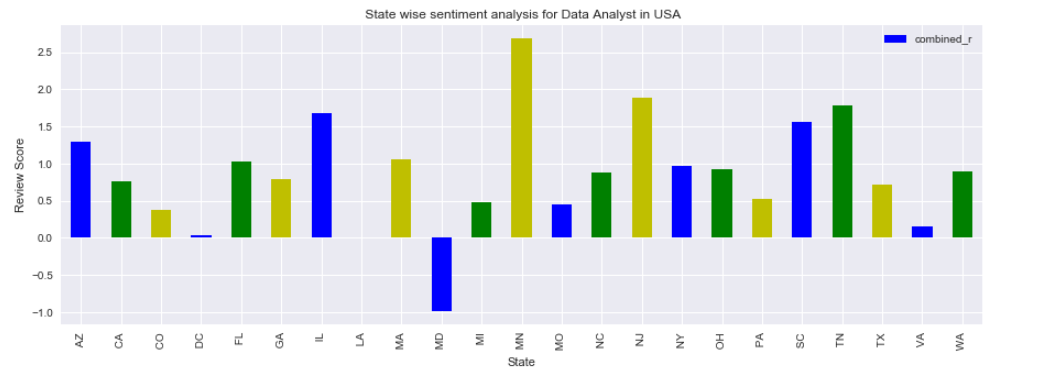 State wise sentiment analysis for Data Analyst in USA
combined_r
Review Score
2.5
2.0
1.5
1.0
0.5
0.0
−0.5
−1.0
AZ CA CO DC FL GA IL LA MA MD MI MN MO NC NJ NY OH PA SC TN TX VA WA
State